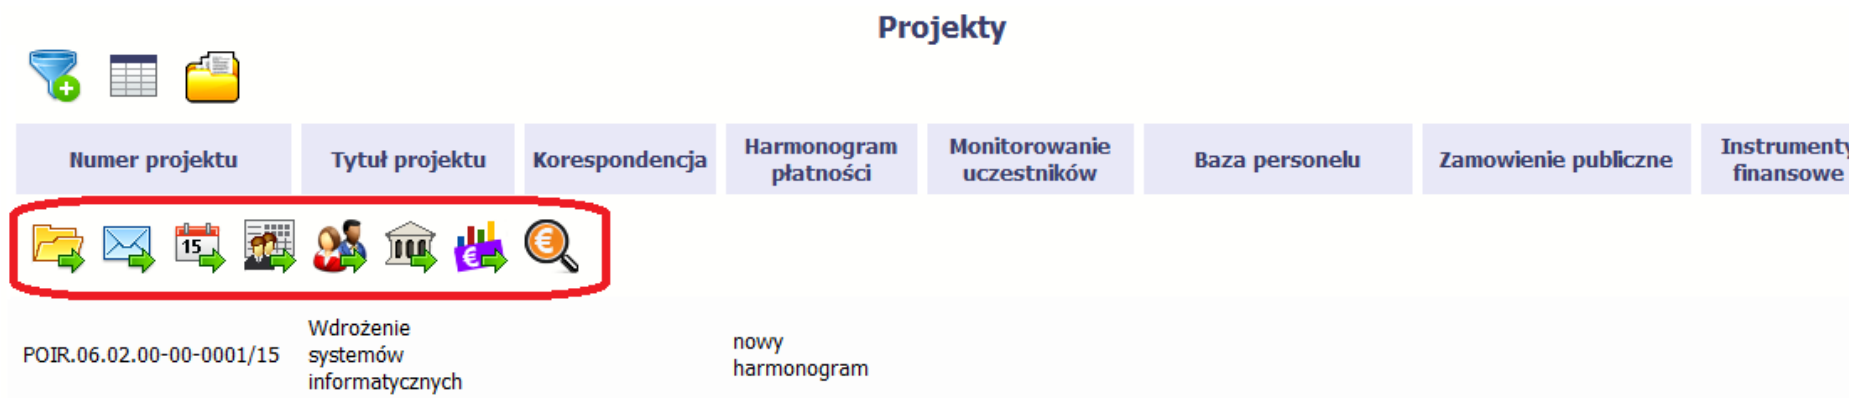 Projekty
Numer projektu
Tytuł projektu
Korespondencja
Harmonogram
płatności
Monitorowanie
uczestników
Baza personelu
Zamowienie publiczne
Instrumenty
finansowe
15
€
€
POIR.06.02.00-00-0001/15
Wdrożenie
systemów
informatycznych
nowy
harmonogram